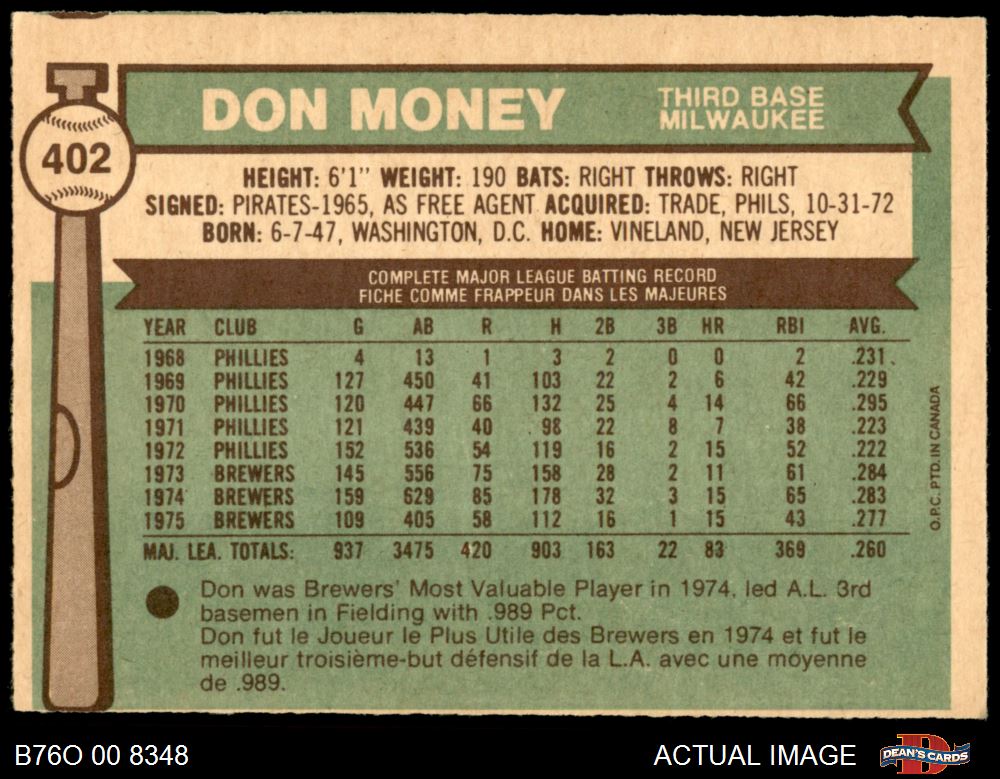 402
DON MONEY
THIRD BASE
MILWAUKEE
HEIGHT: 6'1" WEIGHT: 190 BATS: RIGHT THROWS: RIGHT
SIGNED: PIRATES-1965, AS FREE AGENT ACQUIRED: TRADE, PHILS, 10-31-72
BORN: 6-7-47, WASHINGTON, D.C. HOME: VINELAND, NEW JERSEY
COMPLETE MAJOR LEAGUE BATTING RECORD
FICHE COMME FRAPPEUR DANS LES MAJEURES
YEAR CLUB G AB R H 2B 3B HR RBI AVG.
1968 PHILLIES 4 13 1 3 2 0 0 2 .231
1969 PHILLIES 127 450 41 103 22 2 6 42 .229
1970 PHILLIES 120 447 66 132 25 4 14 66 .295
1971 PHILLIES 121 439 40 98 22 8 7 38 .223
1972 PHILLIES 152 536 54 119 16 2 15 52 .222
1973 BREWERS 145 556 75 158 28 2 11 61 .284
1974 BREWERS 159 629 85 178 32 3 15 65 .283
1975 BREWERS 109 405 58 112 16 1 15 43 .277
MAJ. LEA. TOTALS: 937 3475 420 903 163 22 83 369 .260
Don was Brewers' Most Valuable Player in 1974, led A.L. 3rd
basemen in Fielding with .989 Pct.
Don fut le Joueur le Plus Utile des Brewers en 1974 et fut le
meilleur troisième-but défensif de la L.A. avec une moyenne
de .989.
O.P.C. PTD. IN CANADA
B76O 00 8348
ACTUAL IMAGE
DEAN'S CARDS